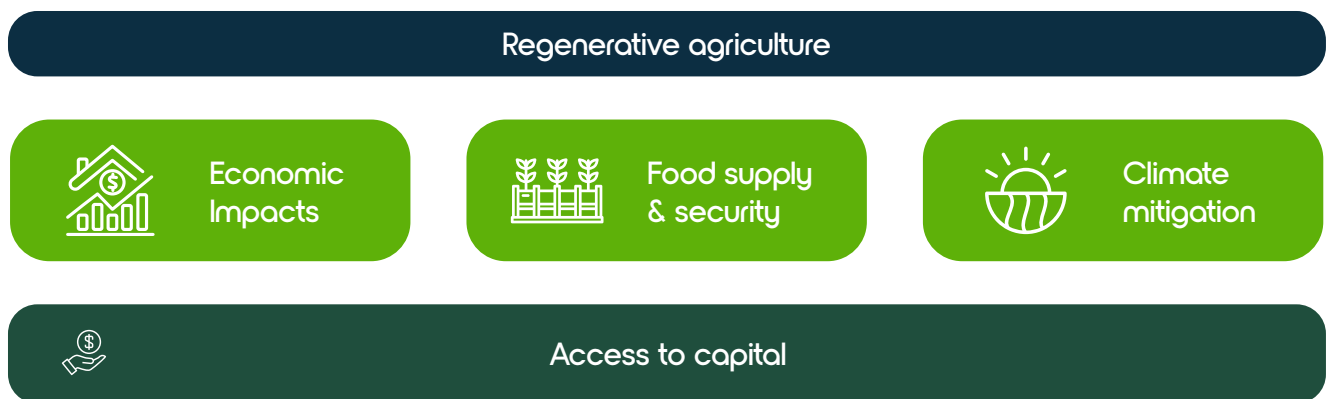 Regenerative agriculture
Economic
Impacts
Food supply
& security
Climate
mitigation
Access to capital